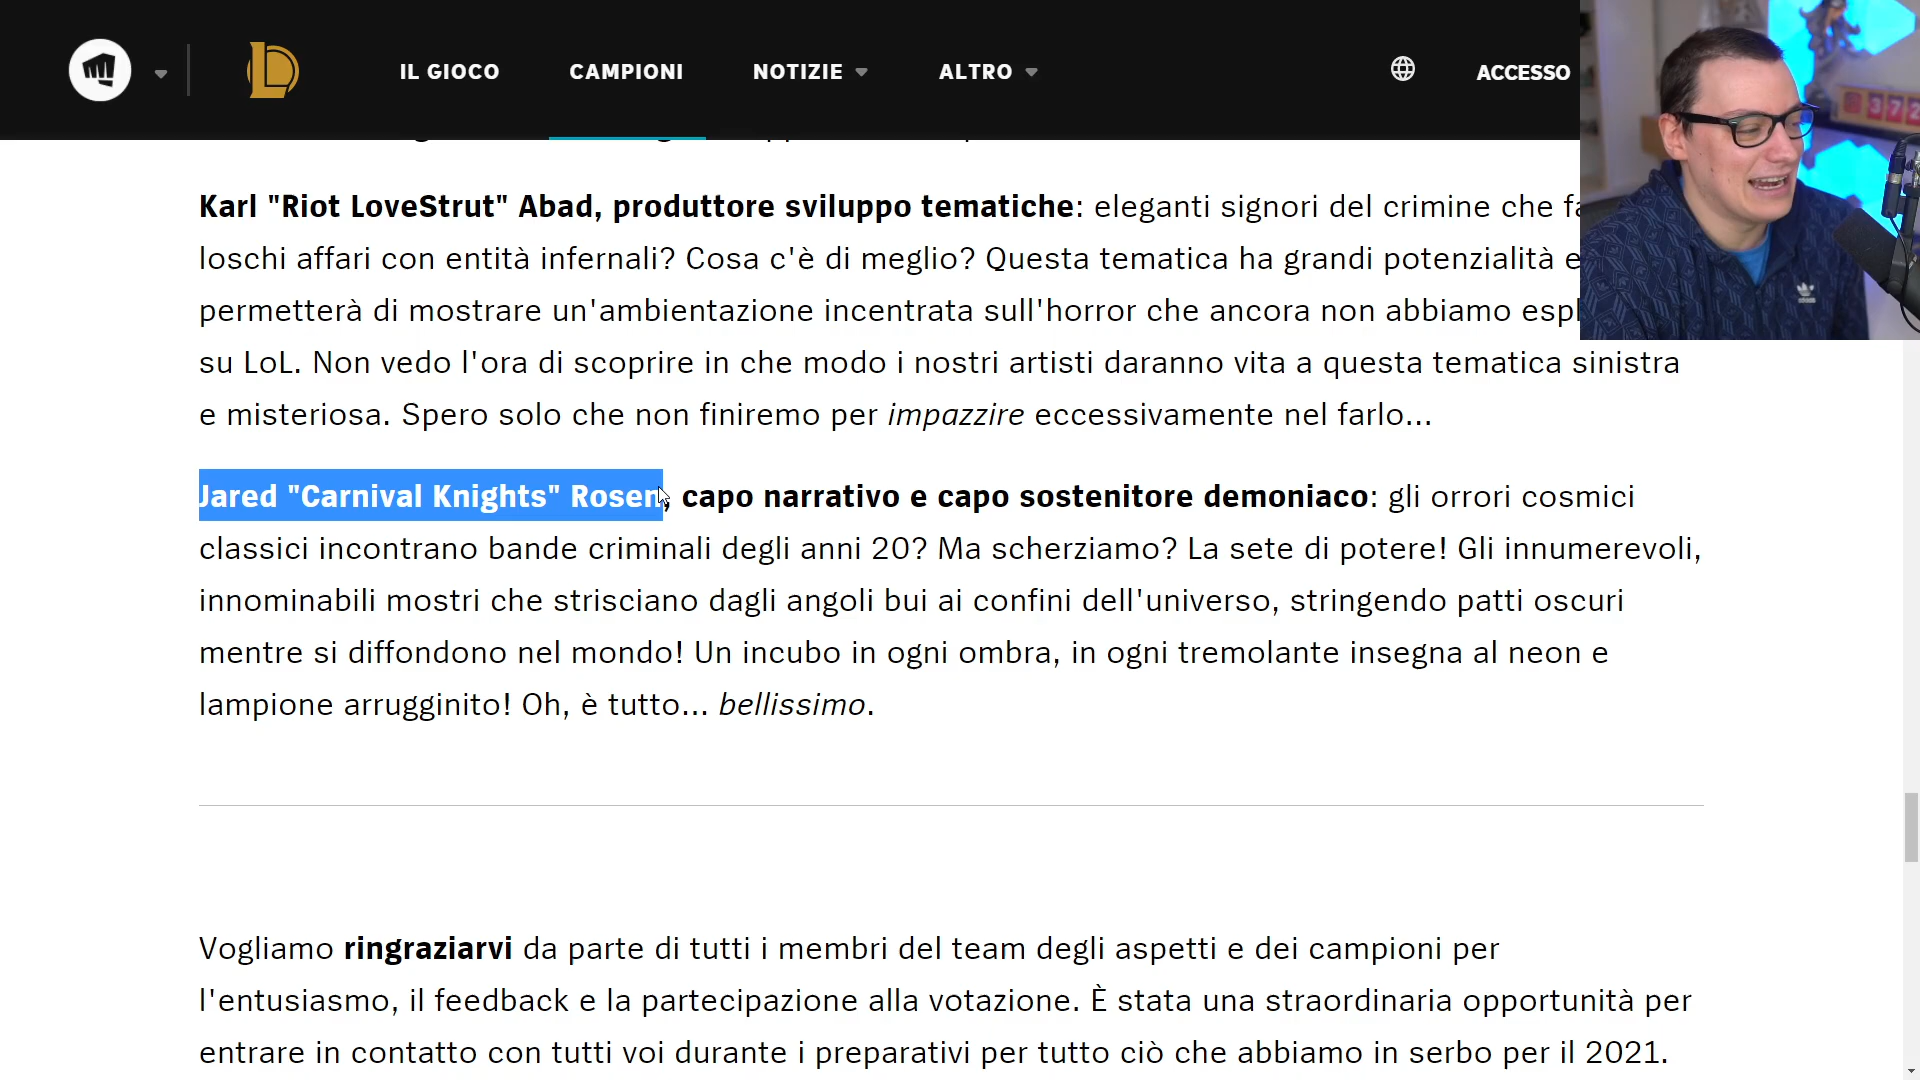 IL GIOCO CAMPIONI NOTIZIE ALTRO ACCESSO
372
Karl "Riot LoveStrut" Abad, produttore sviluppo tematiche: eleganti signori del crimine che
loschi affari con entità infernali? Cosa c'è di meglio? Questa tematica ha grandi potenzialità e
permetterà di mostrare un'ambientazione incentrata sull'horror che ancora non abbiamo
su LoL. Non vedo l'ora di scoprire in che modo i nostri artisti daranno vita a questa tematica sinistra
e misteriosa. Spero solo che non finiremo per impazzire eccessivamente nel farlo...
Jared "Carnival Knights" Rosen, capo narrativo e capo sostenitore demoniaco: gli orrori cosmici
classici incontrano bande criminali degli anni 20? Ma scherziamo? La sete di potere! Gli innumerevoli,
innominabili mostri che strisciano dagli angoli bui ai confini dell'universo, stringendo patti oscuri
mentre si diffondono nel mondo! Un incubo in ogni ombra, in ogni tremolante insegna al neon e
lampione arrugginito! Oh, è tutto... bellissimo.
Vogliamo ringraziarvi da parte di tutti i membri del team degli aspetti e dei campioni per
l'entusiasmo, il feedback e la partecipazione alla votazione. È stata una straordinaria opportunità per
entrare in contatto con tutti voi durante i preparativi per tutto ciò che abbiamo in serbo per il 2021.